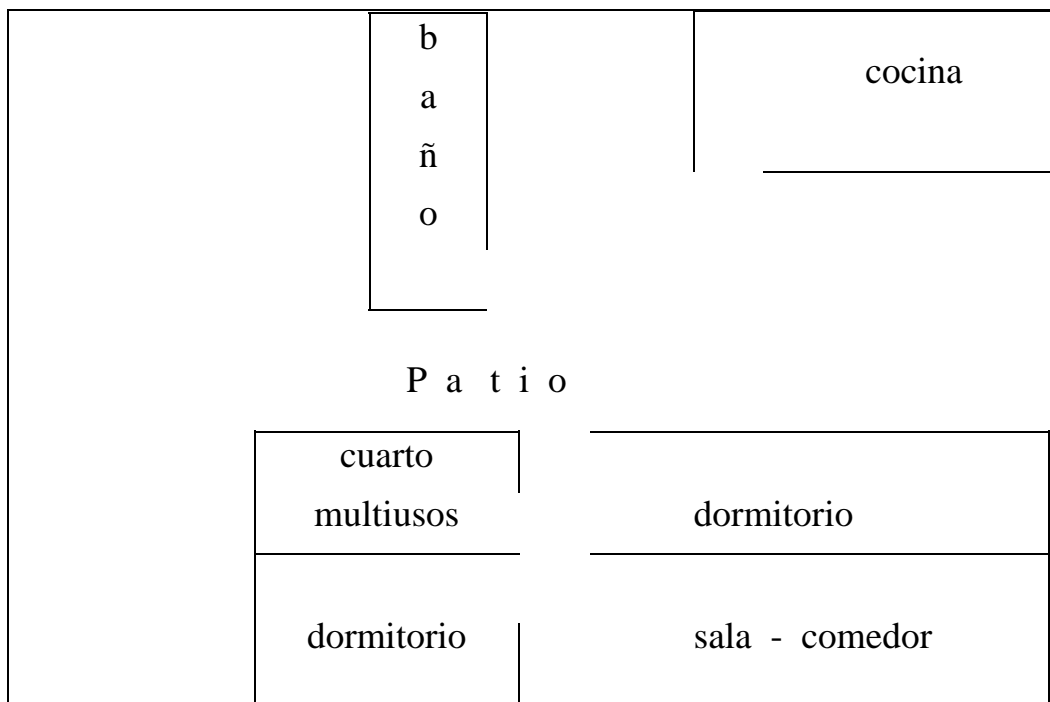 b
a
ñ
o
cocina
P a t i o
cuarto
multiusos
dormitorio
dormitorio
sala - comedor